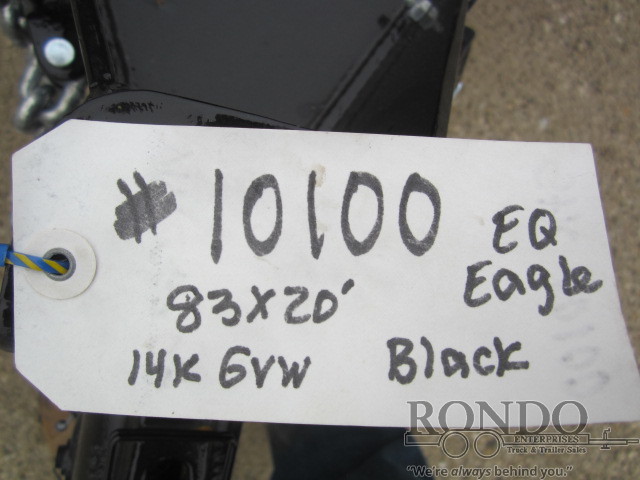 #10100
EQ
Eagle
83x20'
14K GVW
Black
RONDO
ENTERPRISES
Truck & Trailer Sales
"We're always behind you."